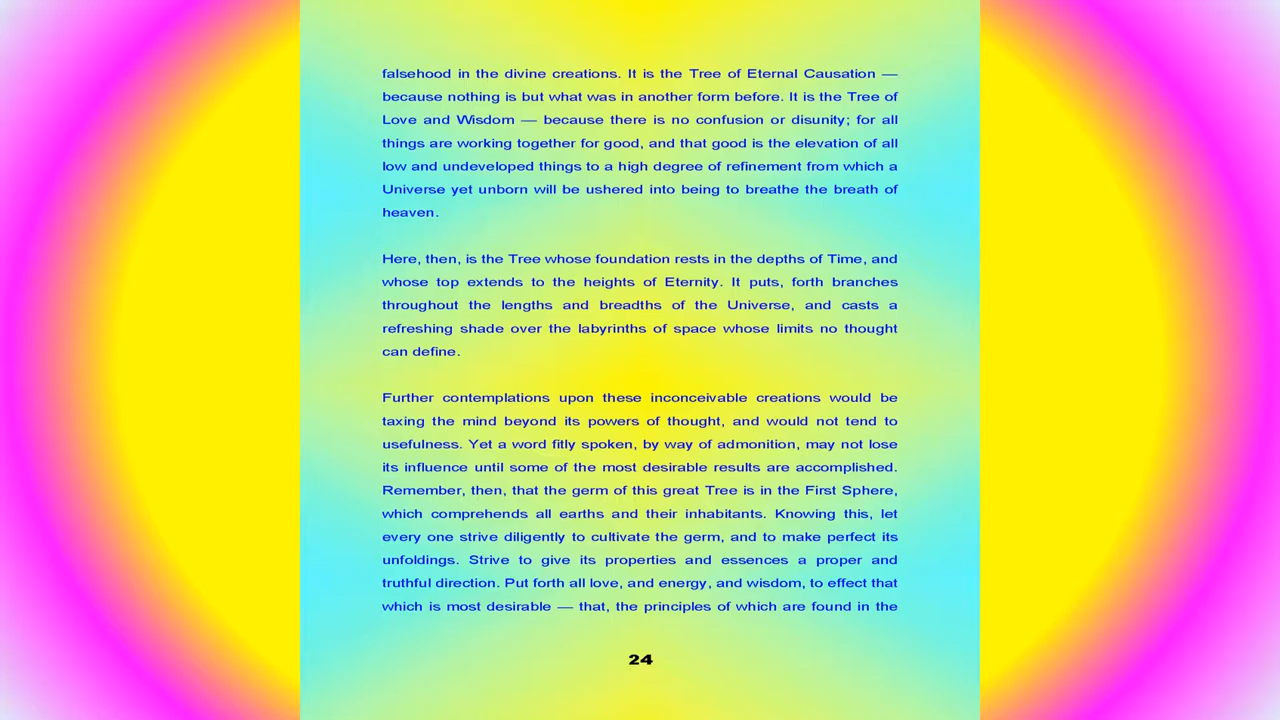 falsehood in the divine creations. It is the Tree of Eternal Causation —
because nothing is but what was in another form before. It is the Tree of
Love and Wisdom — because there is no confusion or disunity; for all
things are working together for good, and that good is the elevation of all
low and undeveloped things to a high degree of refinement from which a
Universe yet unborn will be ushered into being to breathe the breath of
heaven.
Here, then, is the Tree whose foundation rests in the depths of Time, and
whose top extends to the heights of Eternity. It puts, forth branches
throughout the lengths and breadths of the Universe, and casts a
refreshing shade over the labyrinths of space whose limits no thought
can define.
Further contemplations upon these inconceivable creations would be
taxing the mind beyond its powers of thought, and would not tend to
usefulness. Yet a word fitly spoken, by way of admonition, may not lose
its influence until some of the most desirable results are accomplished.
Remember, then, that the germ of this great Tree is in the First Sphere,
which comprehends all earths and their inhabitants. Knowing this, let
every one strive diligently to cultivate the germ, and to make perfect its
unfoldings. Strive to give its properties and essences a proper and
truthful direction. Put forth all love, and energy, and wisdom, to effect that
which is most desirable — that, the principles of which are found in the
24